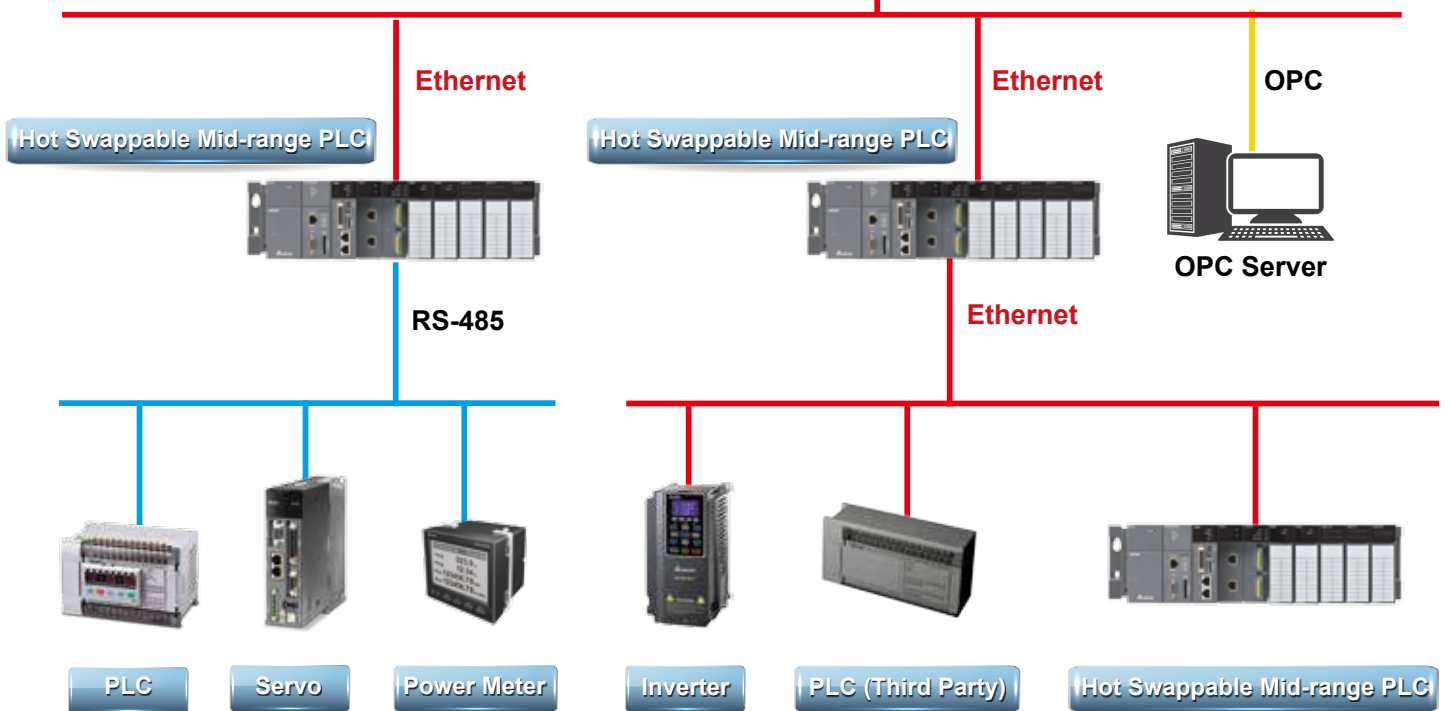 Ethernet
Ethernet
OPC
Hot Swappable Mid-range PLC
Hot Swappable Mid-range PLC
OPC Server
RS-485
Ethernet
PLC
Servo
Power Meter
Inverter
PLC (Third Party)
Hot Swappable Mid-range PLC